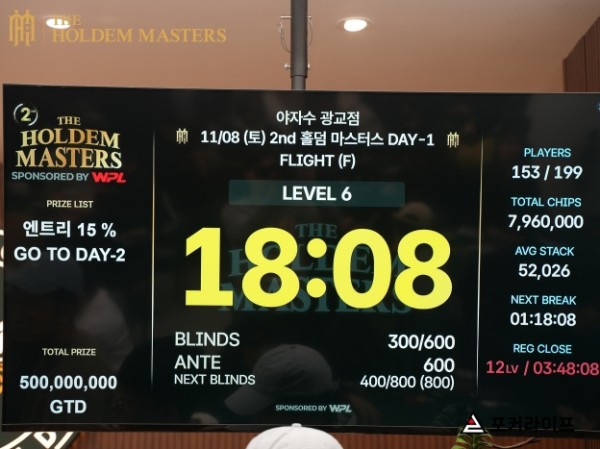 THE
HOLDEM MASTERS
2
THE
HOLDEM
MASTERS
SPONSORED BY WPL
PRIZE LIST
엔트리 15 %
GO TO DAY-2
TOTAL PRIZE
500,000,000
GTD
야자수 광교점
11/08 (토) 2nd 홀덤 마스터스 DAY-1
FLIGHT (F)
LEVEL 6
THE
HOLDEM
MASTERS
18:08
BLINDS 300/600
ANTE 600
NEXT BLINDS 400/800 (800)
SPONSORED BY WPL
PLAYERS
153 / 199
TOTAL CHIPS
7,960,000
AVG STACK
52,026
NEXT BREAK
01:18:08
REG CLOSE
12LV / 03:48:08
포커라이프